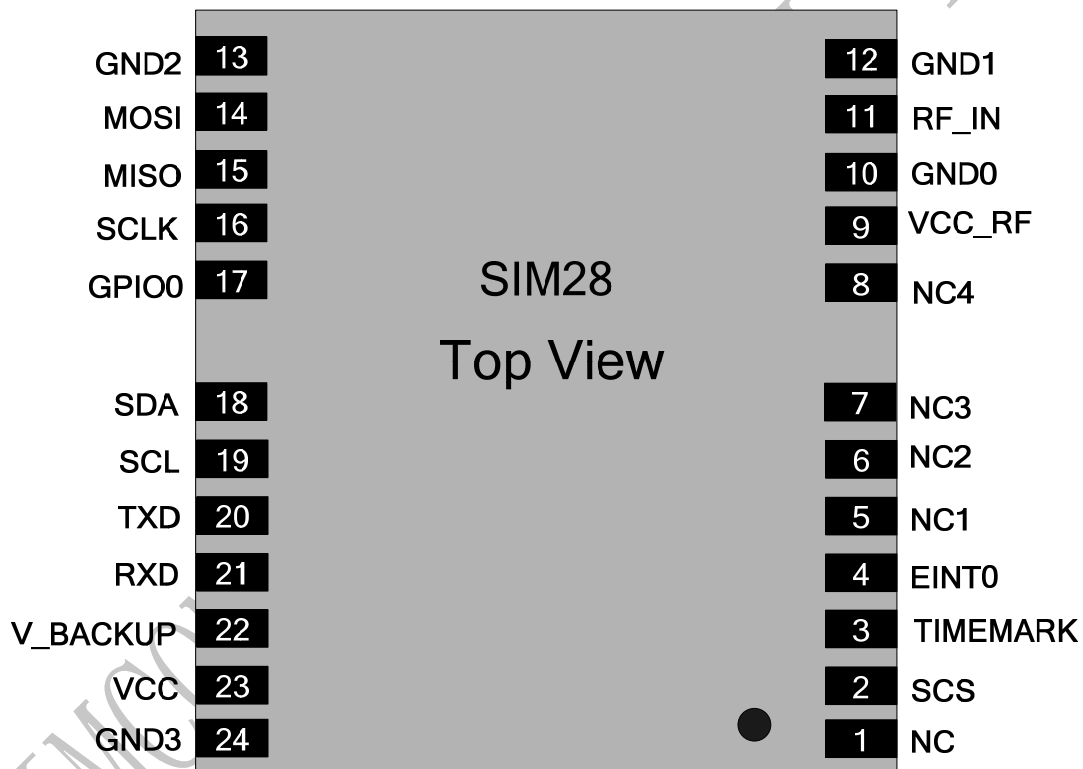 GND2 13 12 GND1
MOSI 14 11 RF_IN
MISO 15 10 GND0
SCLK 16 9 VCC_RF
GPIO0 17 SIM28 8 NC4
Top View
SDA 18 7 NC3
SCL 19 6 NC2
TXD 20 5 NC1
RXD 21 4 EINT0
V_BACKUP 22 3 TIMEMARK
VCC 23 2 SCS
GND3 24 1 NC